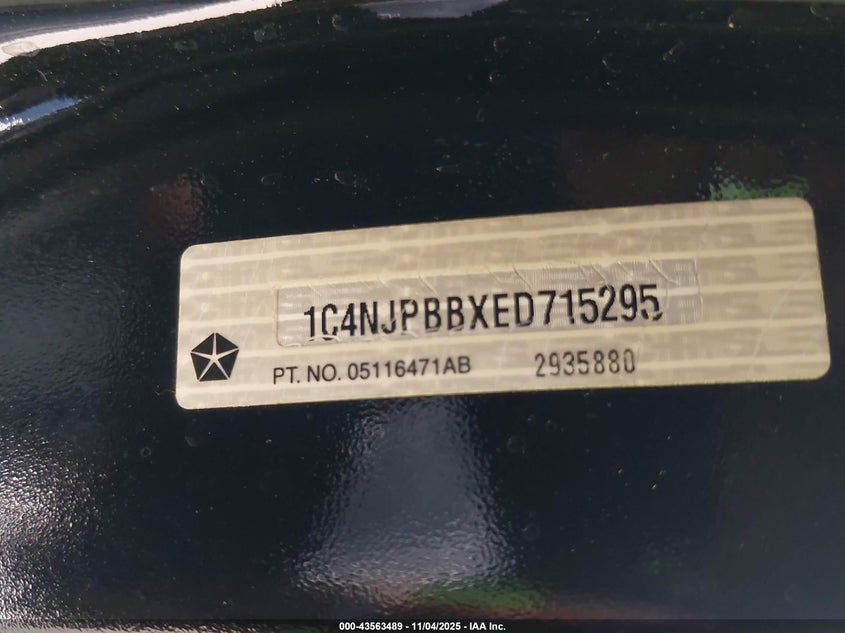 1C4NJPBBXED715295
PT. NO. 05116471AB 2935880
000-43563489 - 11/04/2025 - IAA Inc.